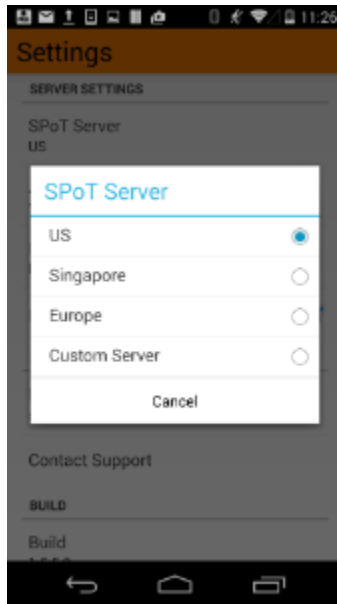 11:26
Settings
SERVER SETTINGS
SPoT Server
US
SPoT Server
US
Singapore
Europe
Custom Server
Cancel
Contact Support
BUILD
Build